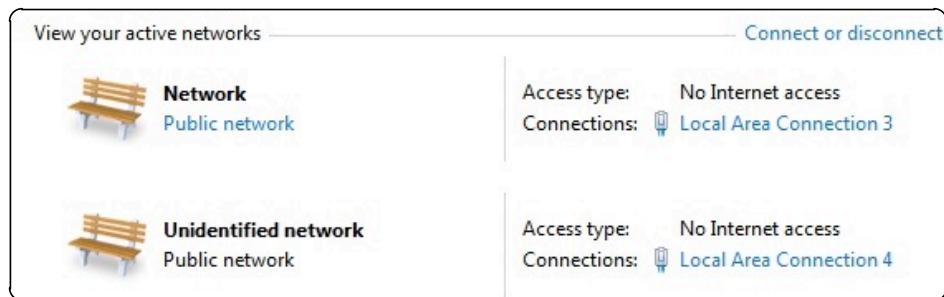 View your active networks Connect or disconnect
Network Access type: No Internet access
Public network Connections: Local Area Connection 3
Unidentified network Access type: No Internet access
Public network Connections: Local Area Connection 4